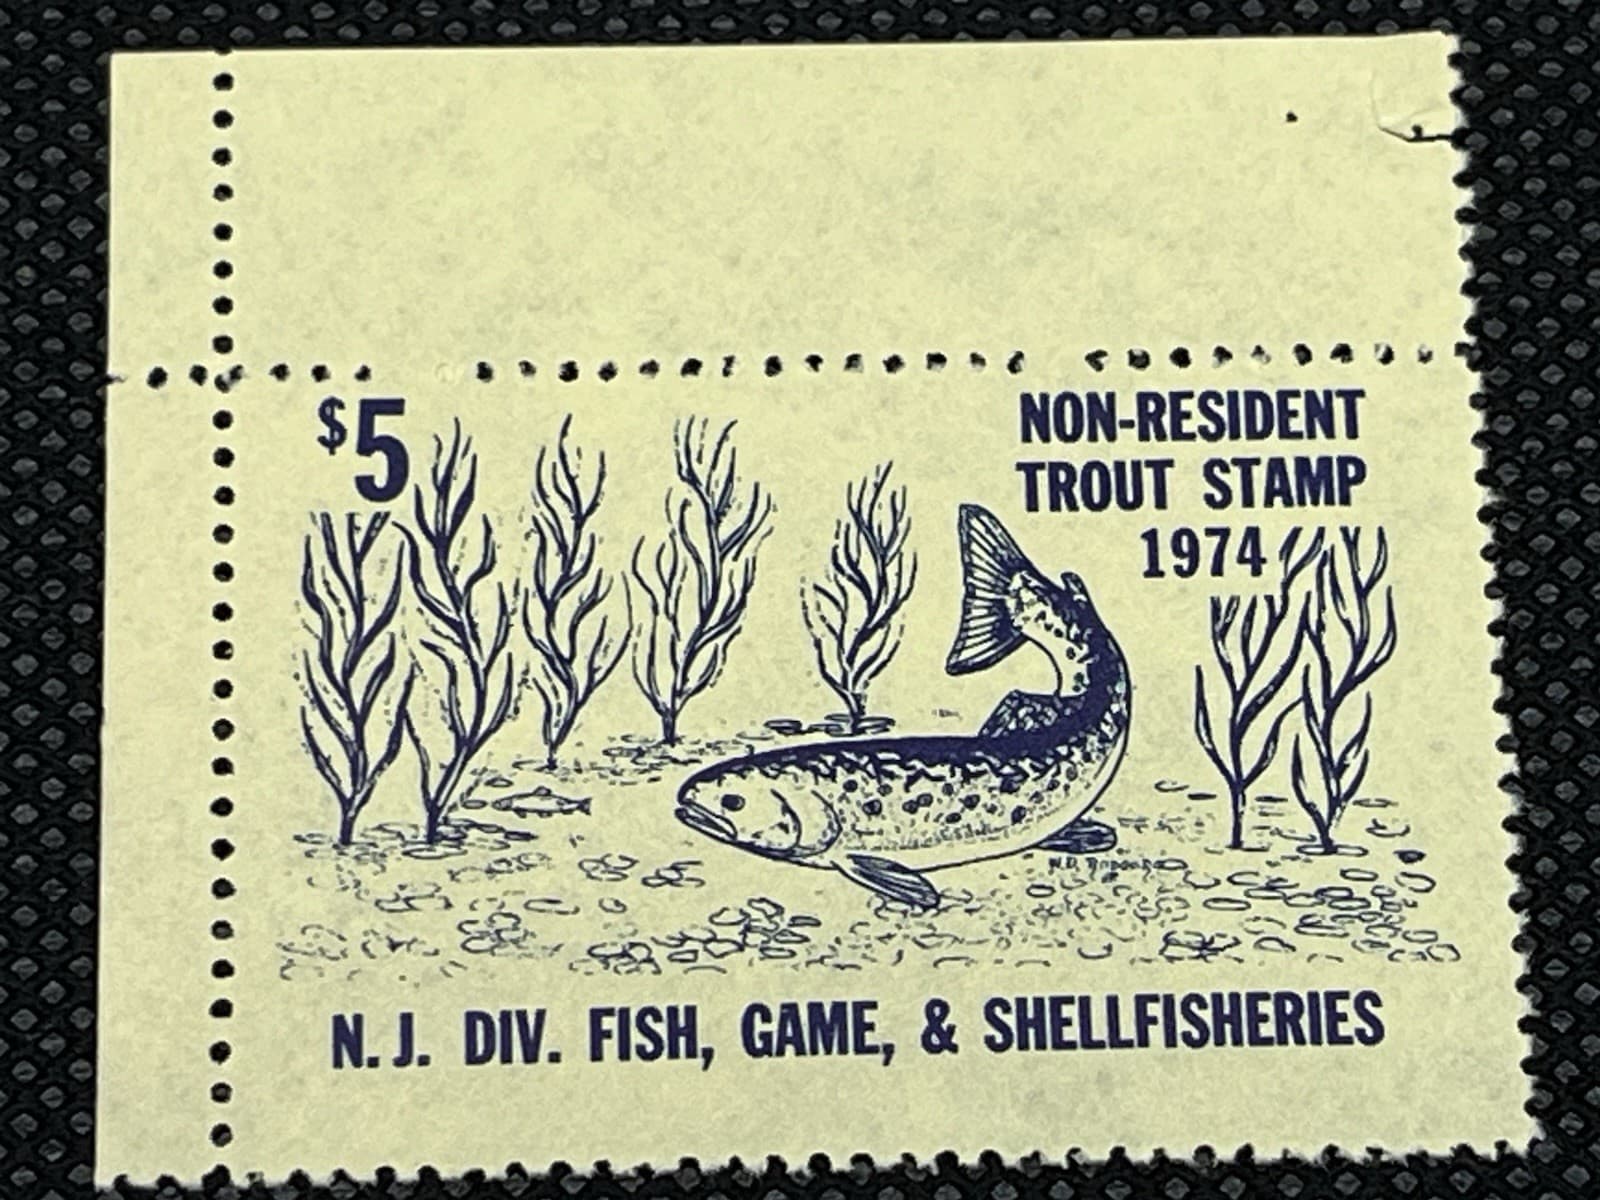 $5
NON-RESIDENT
TROUT STAMP
1974
N. J. DIV. FISH, GAME, & SHELLFISHERIES